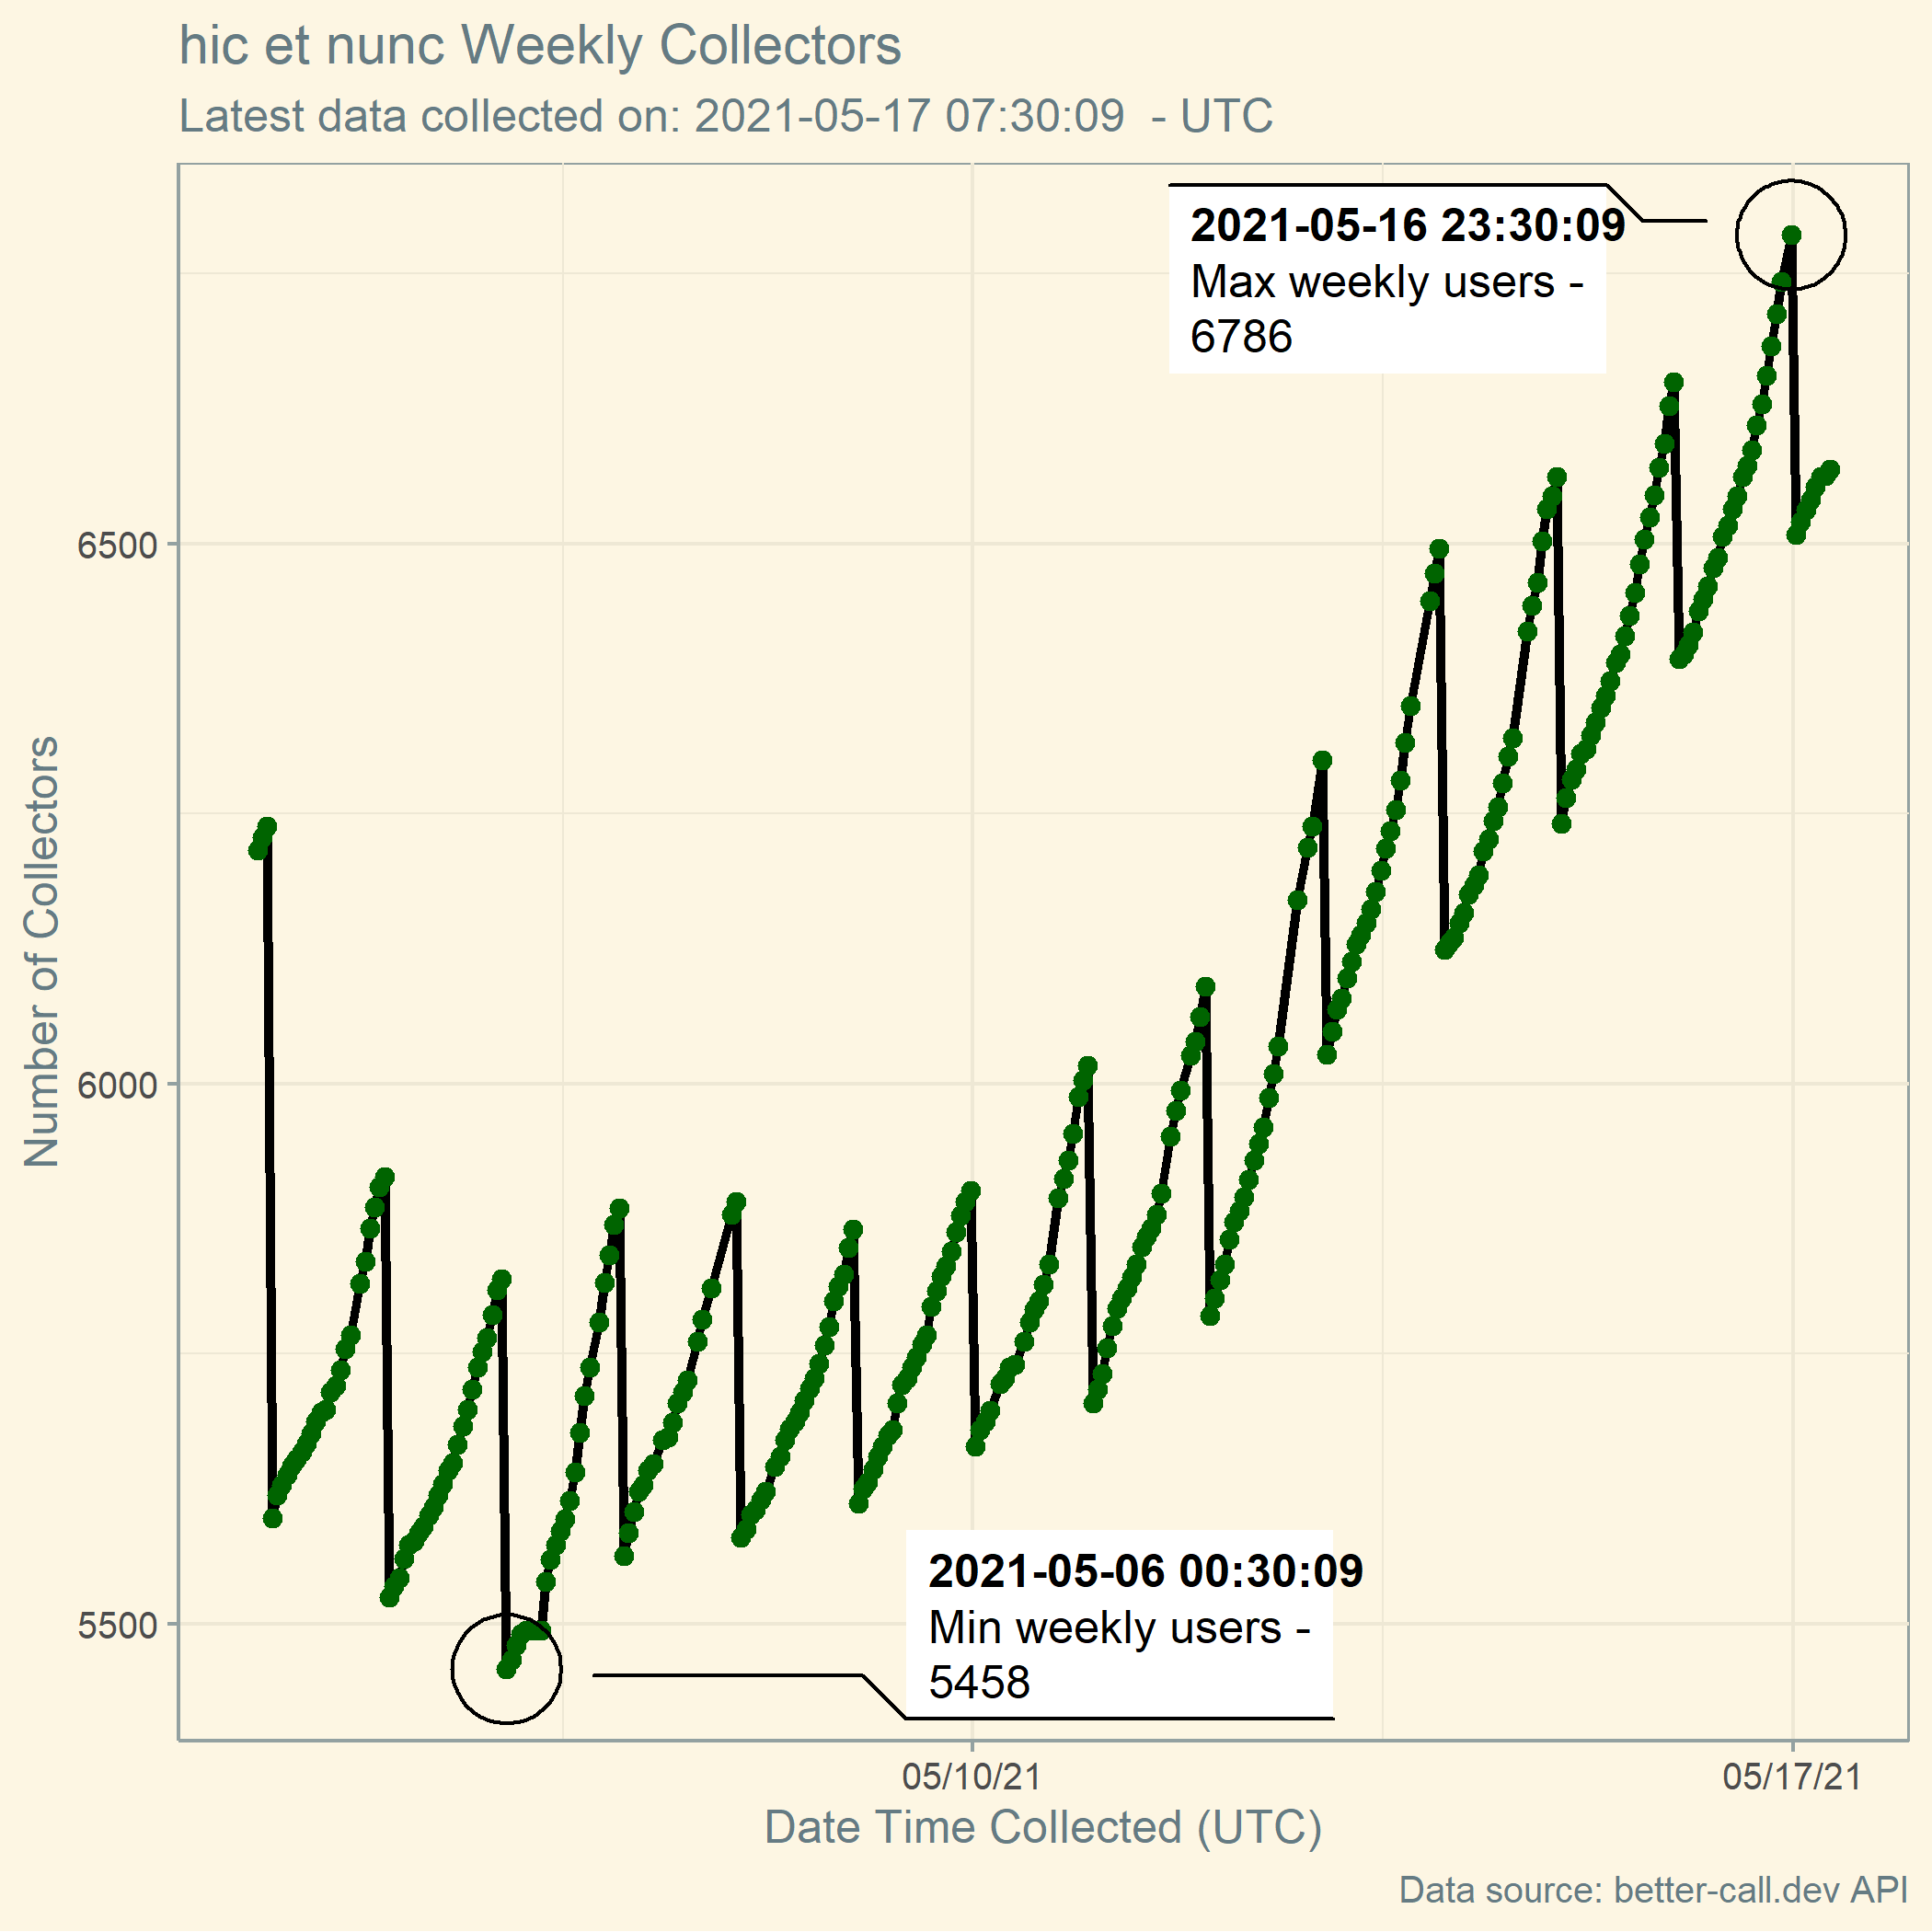 hic et nunc Weekly Collectors
Latest data collected on: 2021-05-17 07:30:09  - UTC
2021-05-16 23:30:09
Max weekly users -
6786
Number of Collectors
6500
6000
5500
2021-05-06 00:30:09
Min weekly users -
5458
05/10/21
05/17/21
Date Time Collected (UTC)
Data source: better-call.dev API